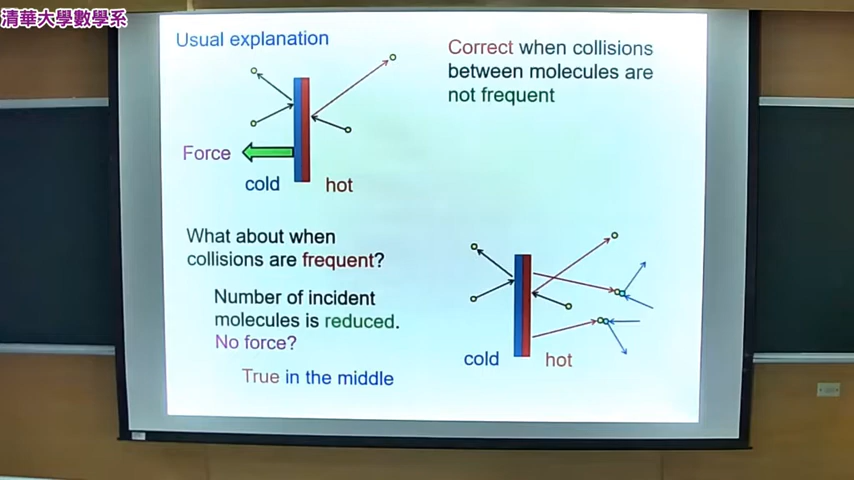 清華大學數學系
Usual explanation
Correct when collisions
between molecules are
not frequent
Force
cold
hot
What about when
collisions are frequent?
Number of incident
molecules is reduced.
No force?
True in the middle
cold
hot